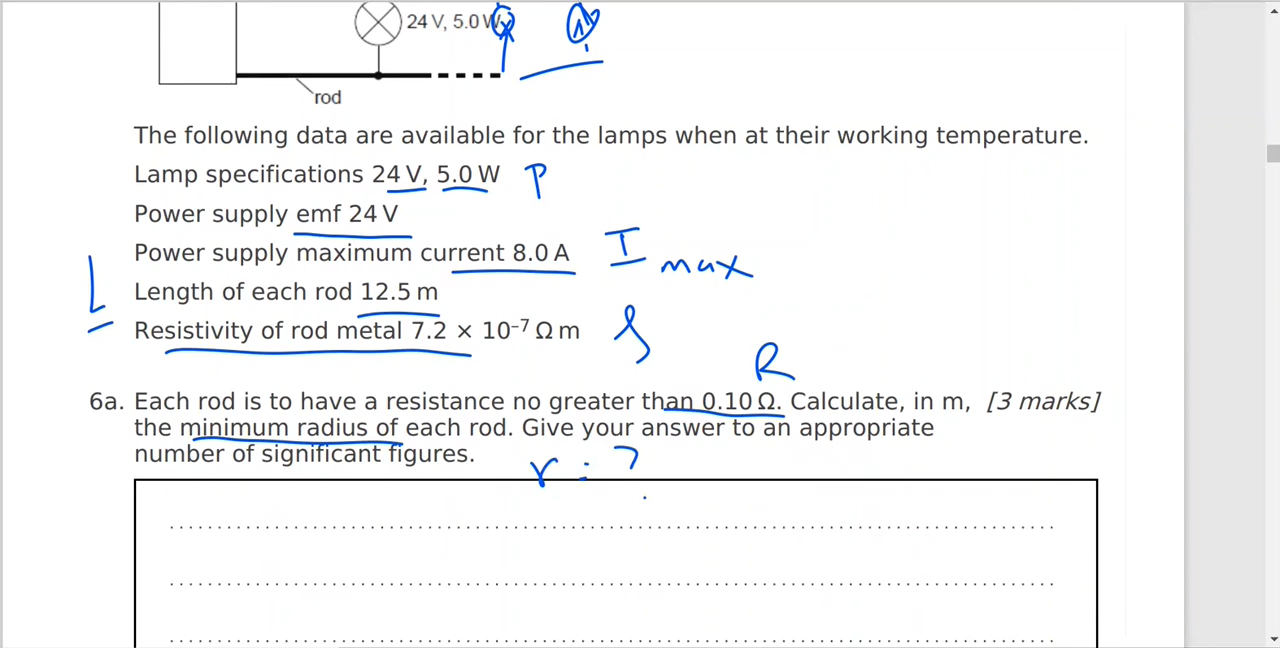 24 V, 5.0 W
rod
The following data are available for the lamps when at their working temperature.
Lamp specifications 24 V, 5.0 W P
Power supply emf 24 V
Power supply maximum current 8.0 A I max
L Length of each rod 12.5 m
Resistivity of rod metal 7.2 × 10⁻⁷ Ω m
R
6a. Each rod is to have a resistance no greater than 0.10 Ω. Calculate, in m, [3 marks]
the minimum radius of each rod. Give your answer to an appropriate
number of significant figures.
r = ?